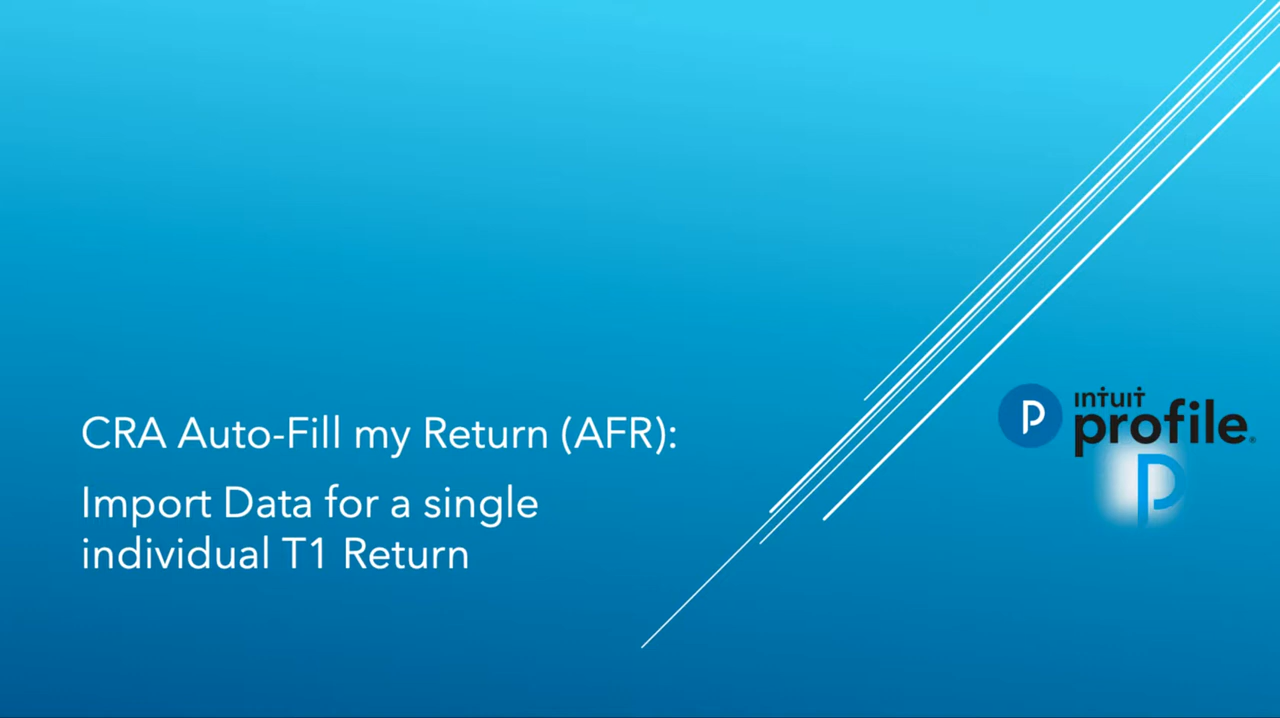 CRA Auto-Fill my Return (AFR):
Import Data for a single
individual T1 Return
P
intuit
profile®
P